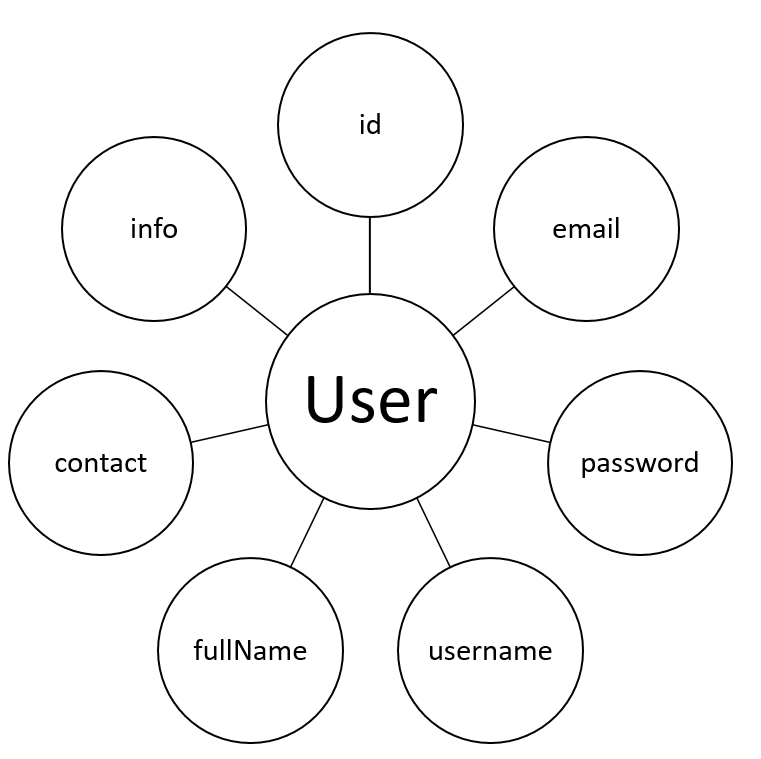 id
info
email
User
contact
password
fullName
username